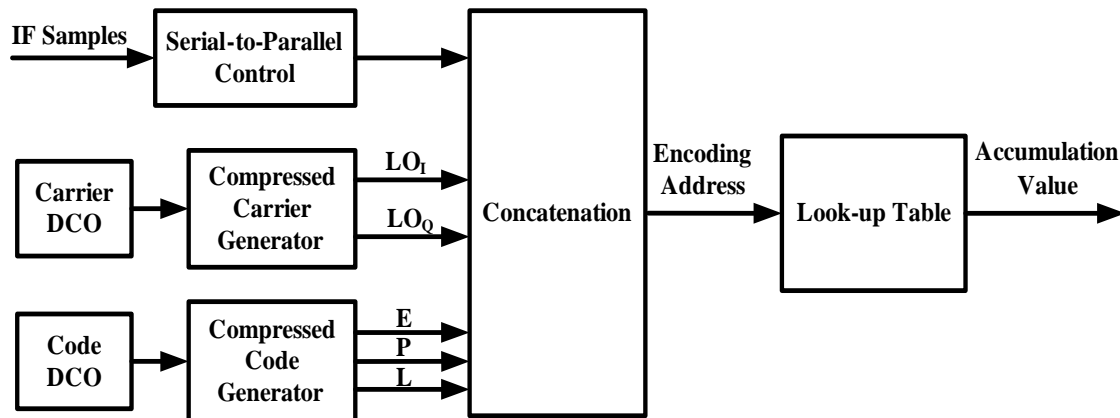 IF Samples
Serial-to-Parallel
Control
Carrier
DCO
Compressed
Carrier
Generator
LOI
LOQ
Code
DCO
Compressed
Code
Generator
E
P
L
Concatenation
Encoding
Address
Look-up Table
Accumulation
Value